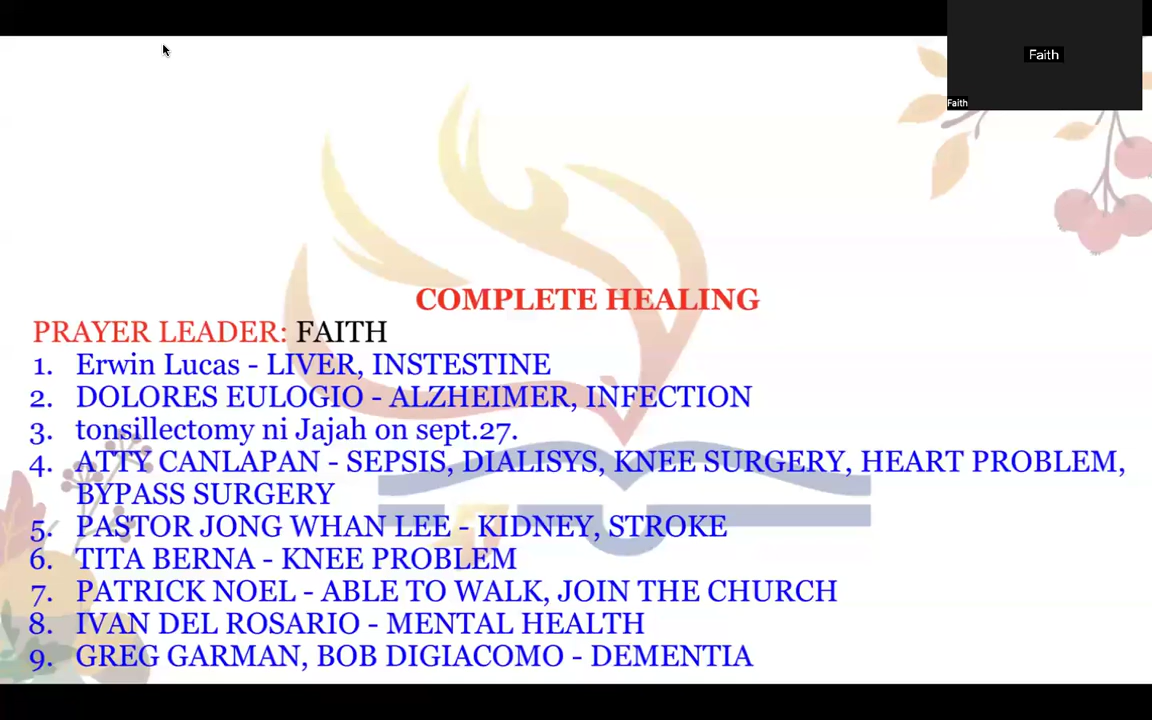 Faith
Faith
COMPLETE HEALING
PRAYER LEADER: FAITH
1. Erwin Lucas - LIVER, INSTESTINE
2. DOLORES EULOGIO - ALZHEIMER, INFECTION
3. tonsillectomy ni Jajah on sept.27.
4. ATTY CANLAPAN - SEPSIS, DIALISYS, KNEE SURGERY, HEART PROBLEM,
BYPASS SURGERY
5. PASTOR JONG WHAN LEE - KIDNEY, STROKE
6. TITA BERNA - KNEE PROBLEM
7. PATRICK NOEL - ABLE TO WALK, JOIN THE CHURCH
8. IVAN DEL ROSARIO - MENTAL HEALTH
9. GREG GARMAN, BOB DIGIACOMO - DEMENTIA